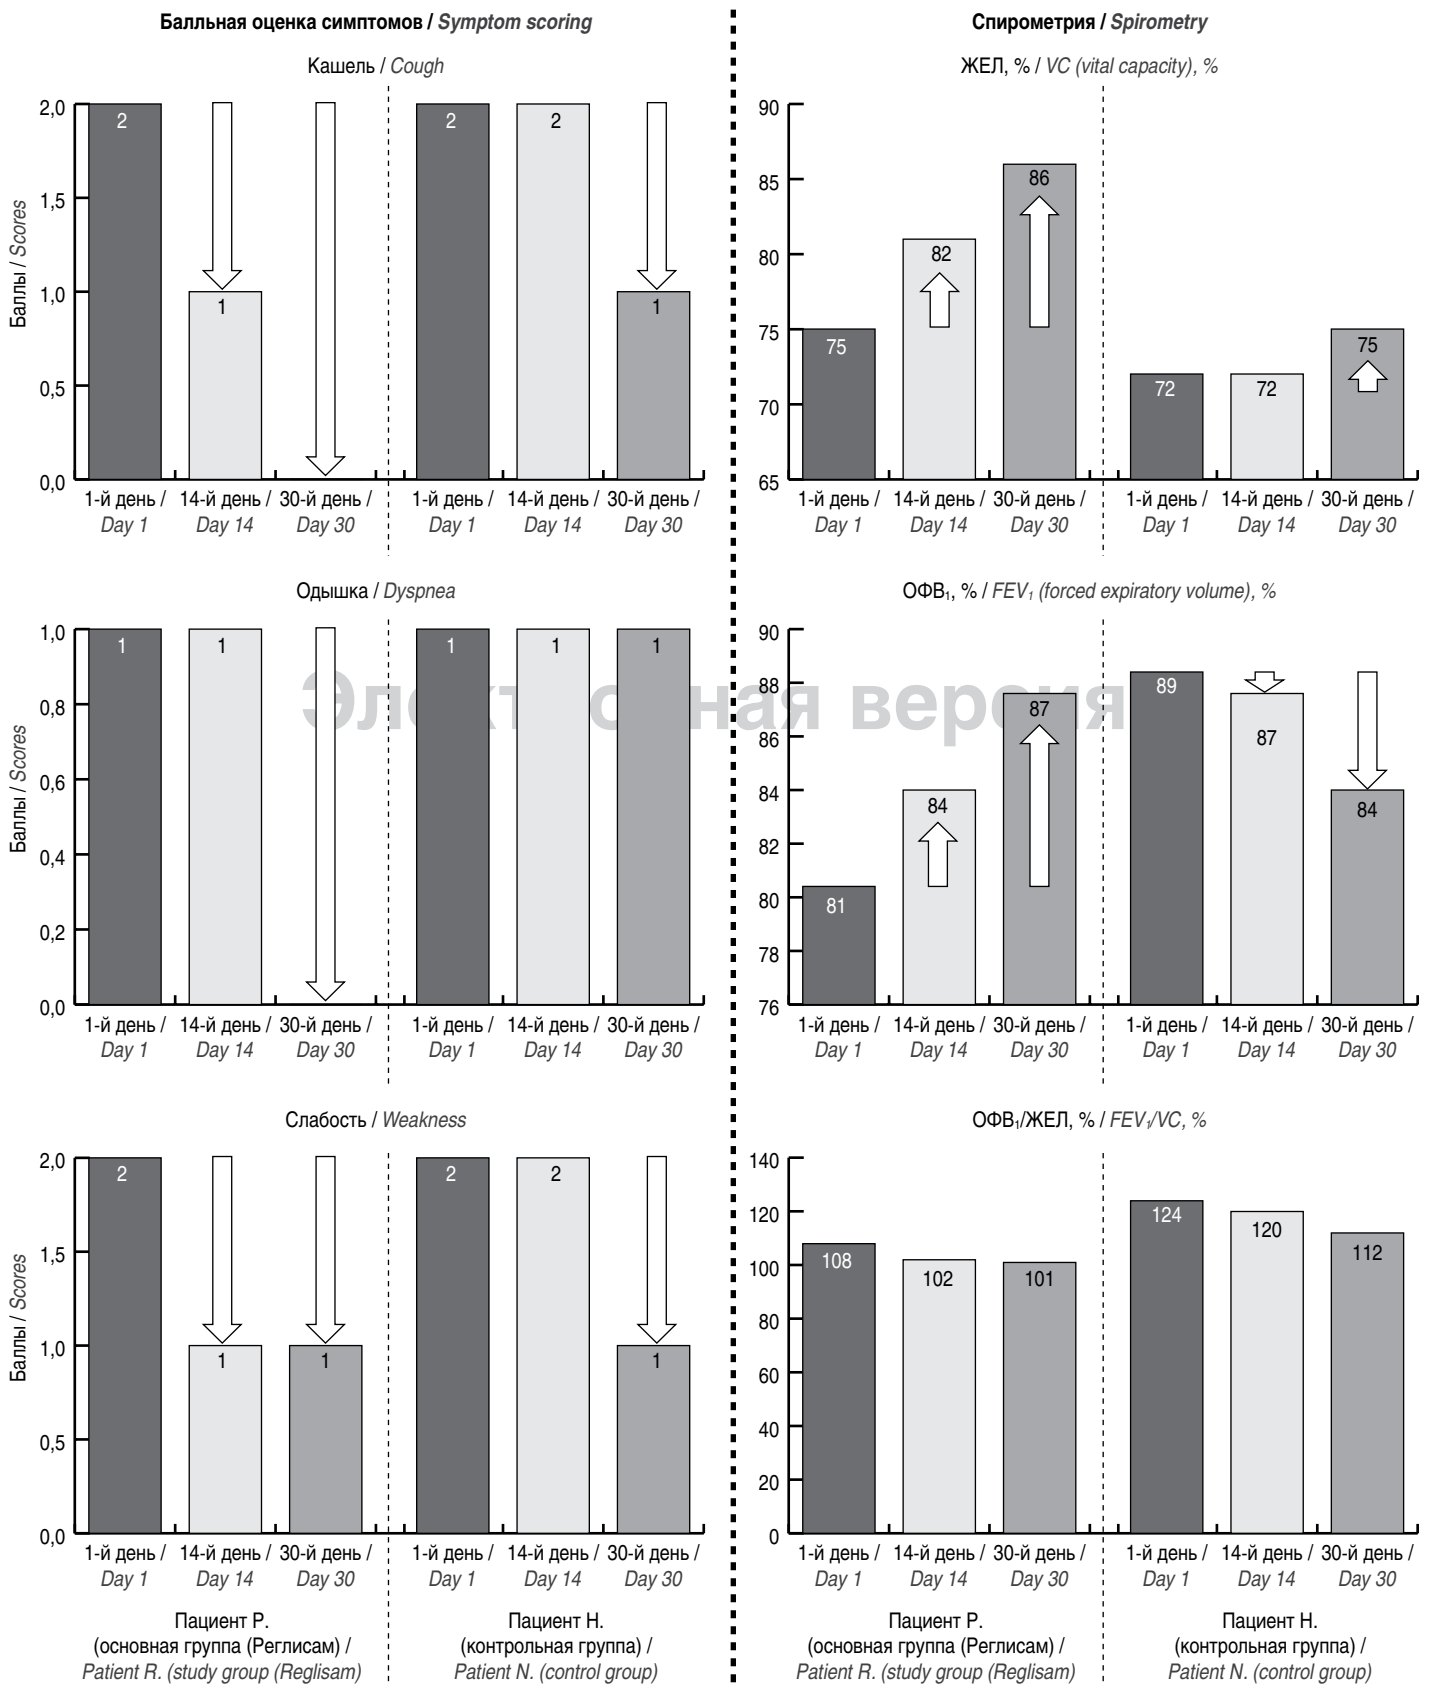 Балльная оценка симптомов / Symptom scoring
Кашель / Cough
Баллы / Scores
2,0
1,5
1,0
0,5
0,0
2
1
2
2
1
1-й день / 14-й день / 30-й день / 1-й день / 14-й день / 30-й день /
Day 1 Day 14 Day 30 Day 1 Day 14 Day 30
Одышка / Dyspnea
Баллы / Scores
1,0
0,8
0,6
0,4
0,2
0,0
1
1
1
1
1
1-й день / 14-й день / 30-й день / 1-й день / 14-й день / 30-й день /
Day 1 Day 14 Day 30 Day 1 Day 14 Day 30
Слабость / Weakness
Баллы / Scores
2,0
1,5
1,0
0,5
0,0
2
1
1
2
2
1
1-й день / 14-й день / 30-й день / 1-й день / 14-й день / 30-й день /
Day 1 Day 14 Day 30 Day 1 Day 14 Day 30
Пациент Р.
(основная группа (Реглисам) /
Patient R. (study group (Reglisam)
Пациент Н.
(контрольная группа) /
Patient N. (control group)
Спирометрия / Spirometry
ЖЕЛ, % / VC (vital capacity), %
90
85
80
75
70
65
75
82
86
72
72
75
1-й день / 14-й день / 30-й день / 1-й день / 14-й день / 30-й день /
Day 1 Day 14 Day 30 Day 1 Day 14 Day 30
ОФВ₁, % / FEV₁ (forced expiratory volume), %
90
88
86
84
82
80
78
76
81
84
87
89
87
84
1-й день / 14-й день / 30-й день / 1-й день / 14-й день / 30-й день /
Day 1 Day 14 Day 30 Day 1 Day 14 Day 30
ОФВ₁/ЖЕЛ, % / FEV₁/VC, %
140
120
100
80
60
40
20
0
108
102
101
124
120
112
1-й день / 14-й день / 30-й день / 1-й день / 14-й день / 30-й день /
Day 1 Day 14 Day 30 Day 1 Day 14 Day 30
Пациент Р.
(основная группа (Реглисам) /
Patient R. (study group (Reglisam)
Пациент Н.
(контрольная группа) /
Patient N. (control group)
Электронная версия